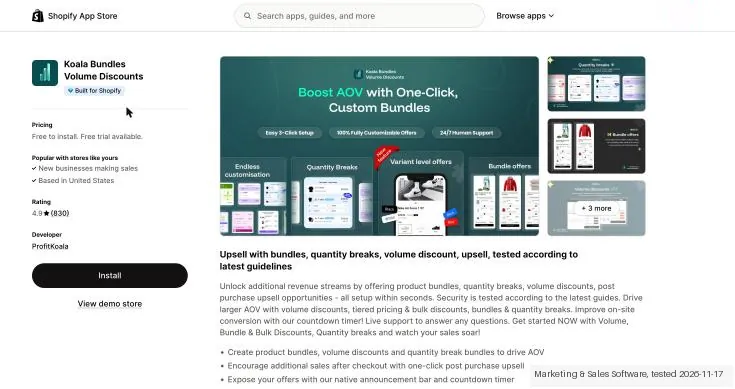 Shopify App Store
Search apps, guides, and more
Browse apps
Koala Bundles
Volume Discounts
Built for Shopify
Pricing
Free to install. Free trial available.
Popular with stores like yours
New businesses making sales
Based in United States
Rating
4.9★(830)
Developer
ProfitKoala
Install
View demo store
Koala Bundles
Volume Discounts
Boost AOV with One-Click,
Custom Bundles
Easy 3-Click Setup
100% Fully Customizable Offers
24/7 Human Support
Endless
customisation
Quantity Breaks
New
feature
Variant level offers
Bundle offers
Quantity breaks
Bundle offers
+ 3 more
Upsell with bundles, quantity breaks, volume discount, upsell, tested according to
latest guidelines
Unlock additional revenue streams by offering product bundles, quantity breaks, volume discounts, post
purchase upsell opportunities - all setup within seconds. Security is tested according to the latest guides. Drive
larger AOV with volume discounts, tiered pricing & bulk discounts, bundles & quantity breaks. Improve on-site
conversion with our countdown timer! Live support to answer any questions. Get started NOW with Volume,
Bundle & Bulk Discounts, Quantity breaks and watch your sales soar!
• Create product bundles, volume discounts and quantity break bundles to drive AOV
• Encourage additional sales after checkout with one-click post purchase upsell
• Expose your offers with our native announcement bar and countdown timer
Marketing & Sales Software, tested 2026-11-17